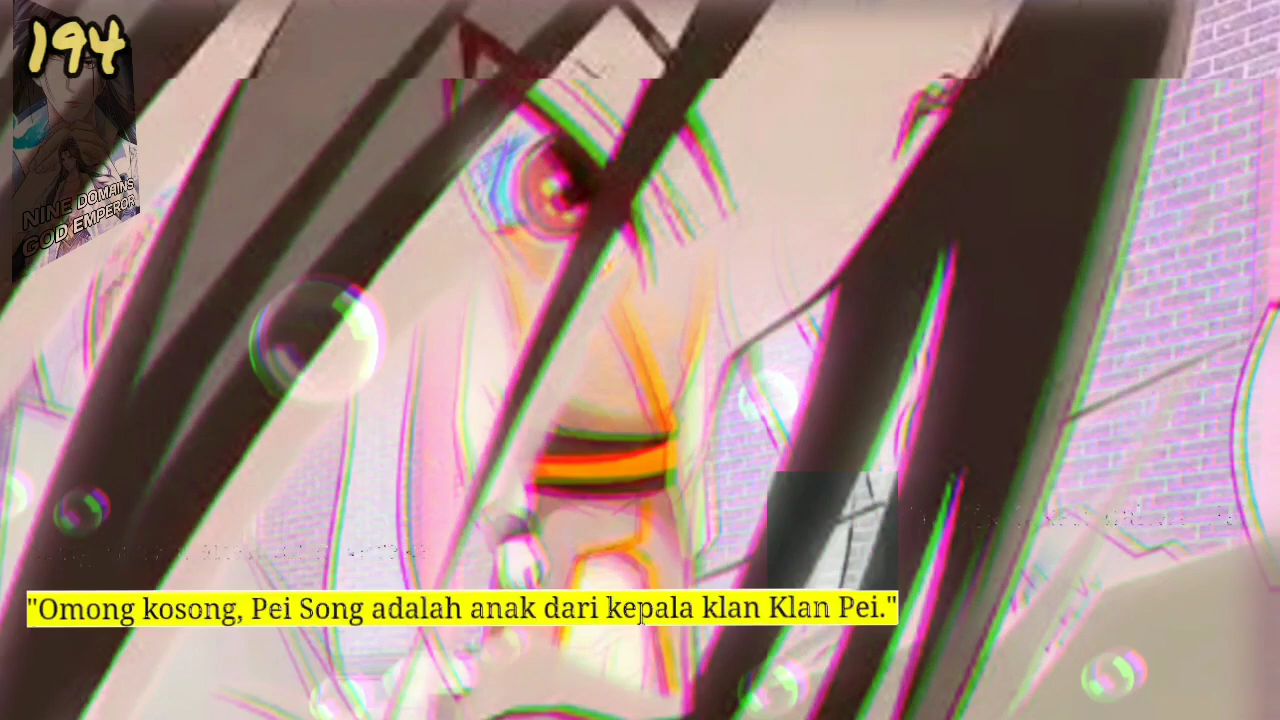 194
NINE DOMAINS
GOD EMPEROR
"Omong kosong, Pei Song adalah anak dari kepala klan Klan Pei."